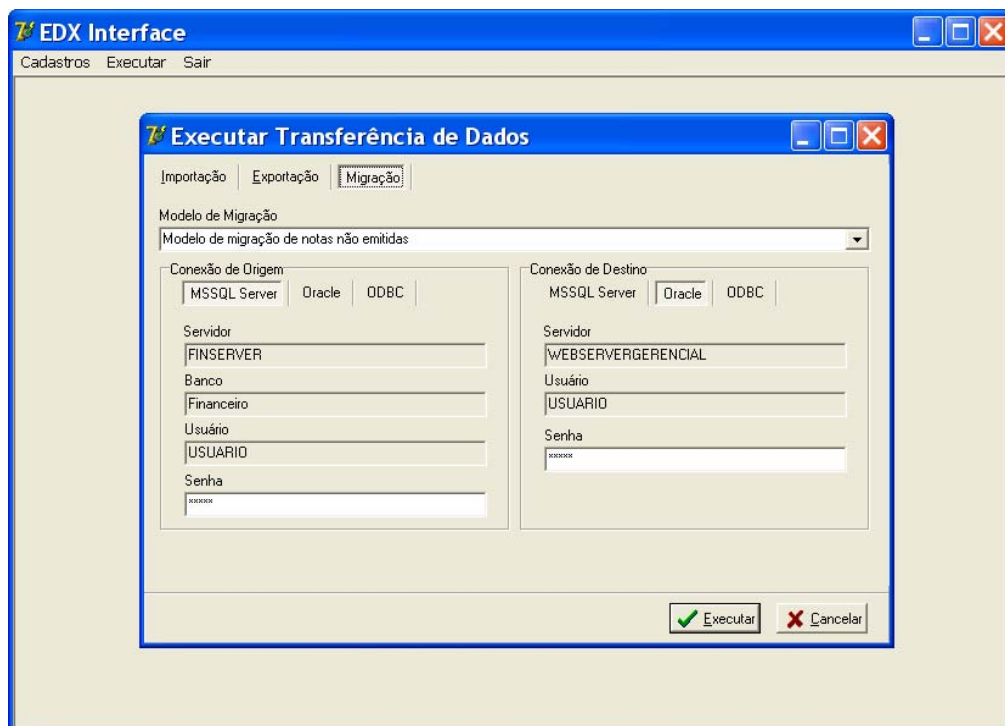 EDX Interface
Cadastros Executar Sair
Executar Transferência de Dados
Importação Exportação Migração
Modelo de Migração
Modelo de migração de notas não emitidas
Conexão de Origem
MSSQL Server Oracle ODBC
Servidor
FINSERVER
Banco
Financeiro
Usuário
USUARIO
Senha
*****
Conexão de Destino
MSSQL Server Oracle ODBC
Servidor
WEBSERVERGERENCIAL
Usuário
USUARIO
Senha
*****
Executar Cancelar